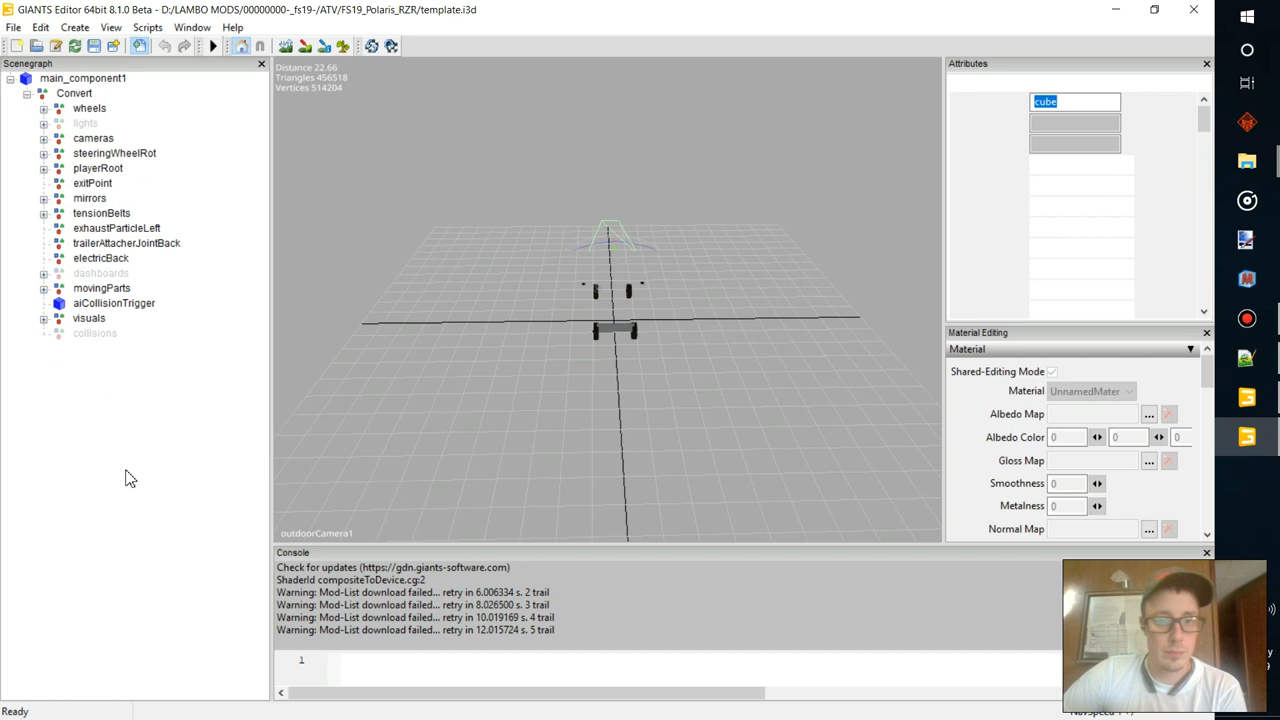 GIANTS Editor 64bit 8.1.0 Beta - D:/LAMBO MODS/00000000-_fs19-/ATV/FS19_Polaris_RZR/template.i3d
File Edit Create View Scripts Window Help
Scenegraph
main_component1
Convert
wheels
lights
cameras
steeringWheelRot
playerRoot
exitPoint
mirrors
tensionBelts
exhaustParticleLeft
trailerAttacherJointBack
electricBack
dashboards
movingParts
aiCollisionTrigger
visuals
collisions
Distance 22.66
Triangles 456518
Vertices 514204
outdoorCamera1
Attributes
cube
Material Editing
Material
Shared-Editing Mode
Material UnnamedMater
Albedo Map ...
Albedo Color 0 0 0
Gloss Map ...
Smoothness 0
Metalness 0
Normal Map ...
Console
Check for updates (https://gdn.giants-software.com)
ShaderId compositeToDevice.cg:2
Warning: Mod-List download failed... retry in 6.006334 s. 2 trail
Warning: Mod-List download failed... retry in 8.026500 s. 3 trail
Warning: Mod-List download failed... retry in 10.019169 s. 4 trail
Warning: Mod-List download failed... retry in 12.015724 s. 5 trail
1
Ready